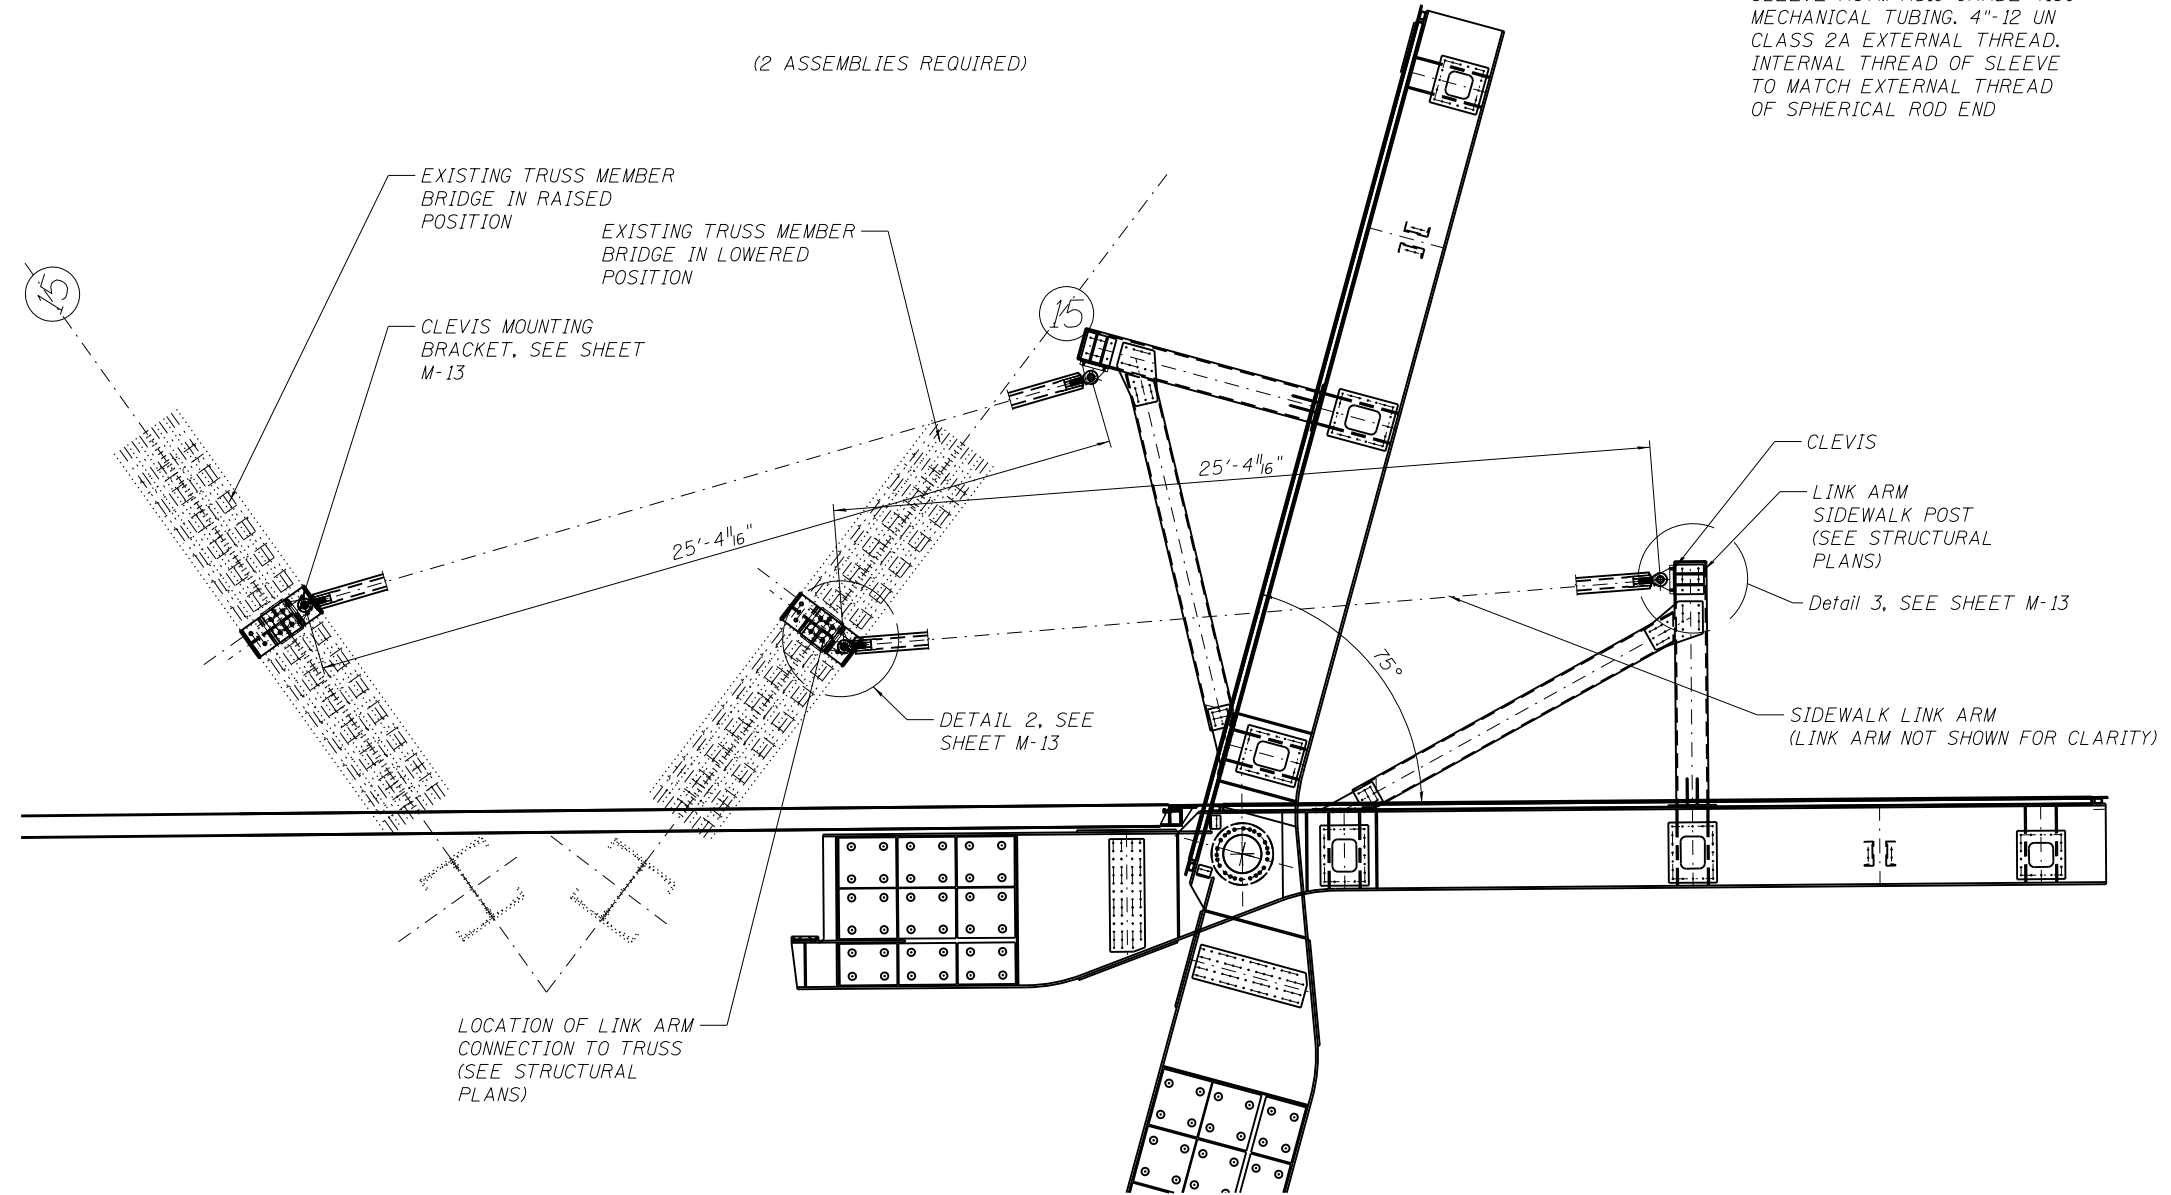 MECHANICAL TUBING. 4"-12 UN
CLASS 2A EXTERNAL THREAD.
INTERNAL THREAD OF SLEEVE
TO MATCH EXTERNAL THREAD
OF SPHERICAL ROD END
(2 ASSEMBLIES REQUIRED)
EXISTING TRUSS MEMBER
BRIDGE IN RAISED
POSITION
EXISTING TRUSS MEMBER
BRIDGE IN LOWERED
POSITION
15
15
CLEVIS MOUNTING
BRACKET, SEE SHEET
M-13
25'-4 11/16"
25'-4 11/16"
CLEVIS
LINK ARM
SIDEWALK POST
(SEE STRUCTURAL
PLANS)
Detail 3, SEE SHEET M-13
75°
DETAIL 2, SEE
SHEET M-13
SIDEWALK LINK ARM
(LINK ARM NOT SHOWN FOR CLARITY)
LOCATION OF LINK ARM
CONNECTION TO TRUSS
(SEE STRUCTURAL
PLANS)